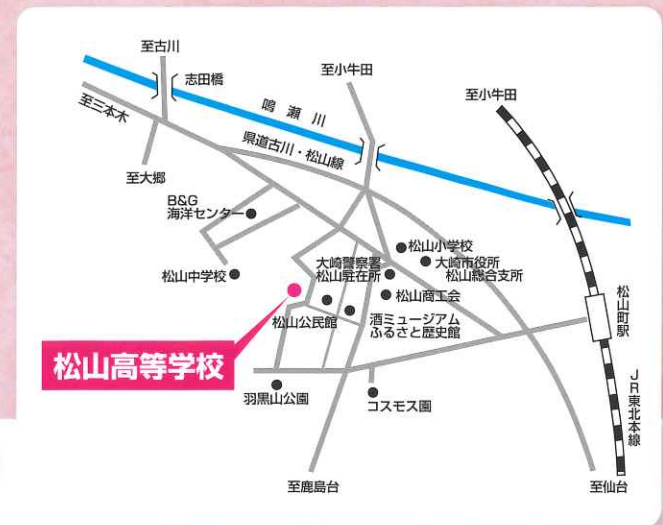 至古川
志田橋
至小牛田
至小牛田
至三本木
鳴瀬川
県道古川・松山線
至大郷
B&G
海洋センター
松山中学校
大崎警察署
松山駐在所
松山小学校
大崎市役所
松山総合支所
松山商工会
松山公民館
酒ミュージアム
ふるさと歴史館
松山町駅
松山高等学校
羽黒山公園
コスモス園
JR東北本線
至鹿島台
至仙台